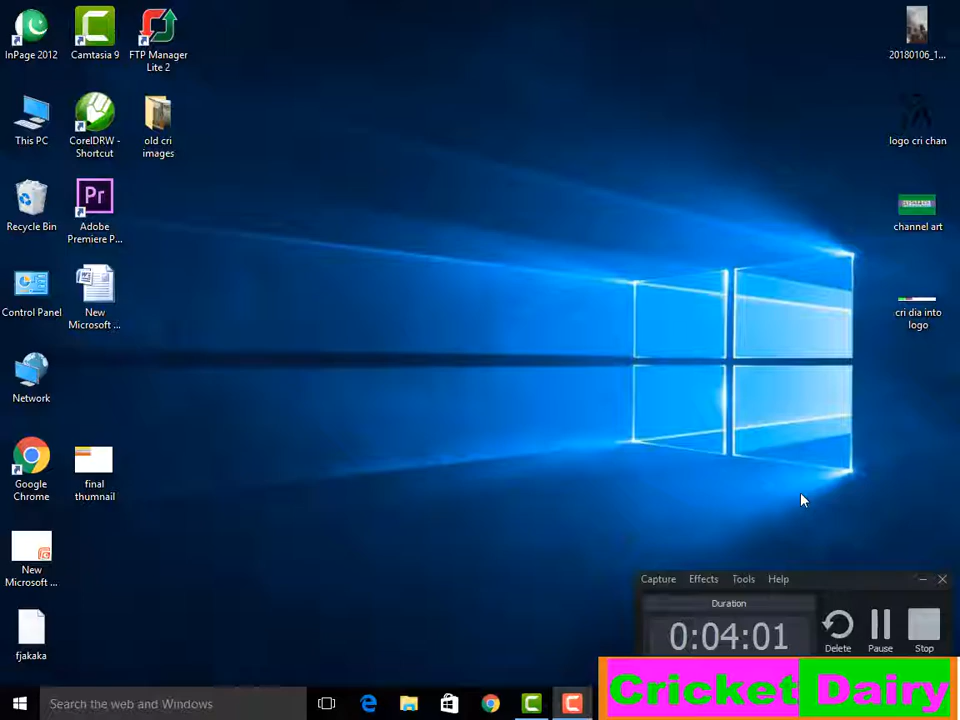 InPage 2012
Camtasia 9
FTP Manager
Lite 2
20180106_1...
This PC
CorelDRW -
Shortcut
old cri
images
logo cri chan
Recycle Bin
Pr
Adobe
Premiere P...
channel art
Control Panel
New
Microsoft ...
cri dia into
logo
Network
Google
Chrome
final
thumnail
New
Microsoft ...
fjakaka
Capture Effects Tools Help
Duration
0:04:01
Delete Pause Stop
Search the web and Windows
Cricket Dairy